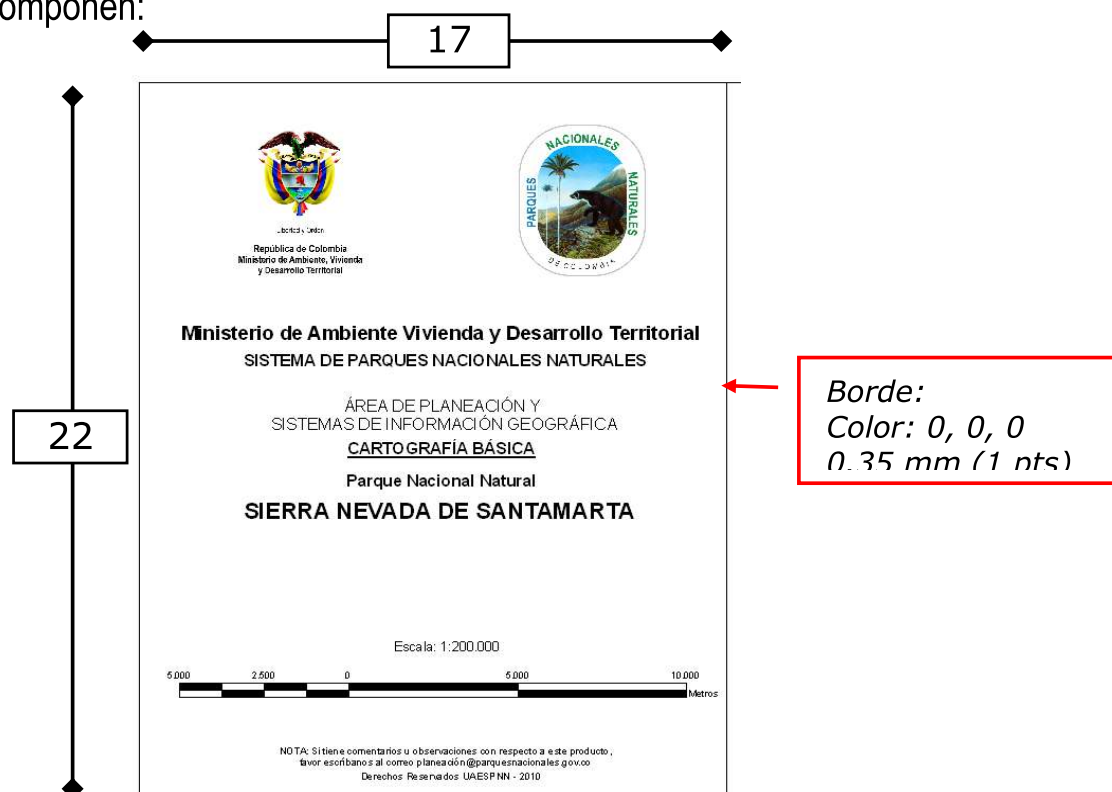 omponen:
17
22
Libertad y Orden
República de Colombia
Ministerio de Ambiente, Vivienda
y Desarrollo Territorial
PARQUES NACIONALES NATURALES
DE COLOMBIA
Ministerio de Ambiente Vivienda y Desarrollo Territorial
SISTEMA DE PARQUES NACIONALES NATURALES
ÁREA DE PLANEACIÓN Y
SISTEMAS DE INFORMACIÓN GEOGRÁFICA
CARTOGRAFÍA BÁSICA
Parque Nacional Natural
SIERRA NEVADA DE SANTAMARTA
Borde:
Color: 0, 0, 0
0.35 mm (1 pts)
Escala: 1:200.000
5.000 2.500 0 5.000 10.000
Metros
NOTA: Si tiene comentarios u observaciones con respecto a este producto,
favor escríbanos al correo planeación@parquesnacionales.gov.co
Derechos Reservados UAESPNN - 2010